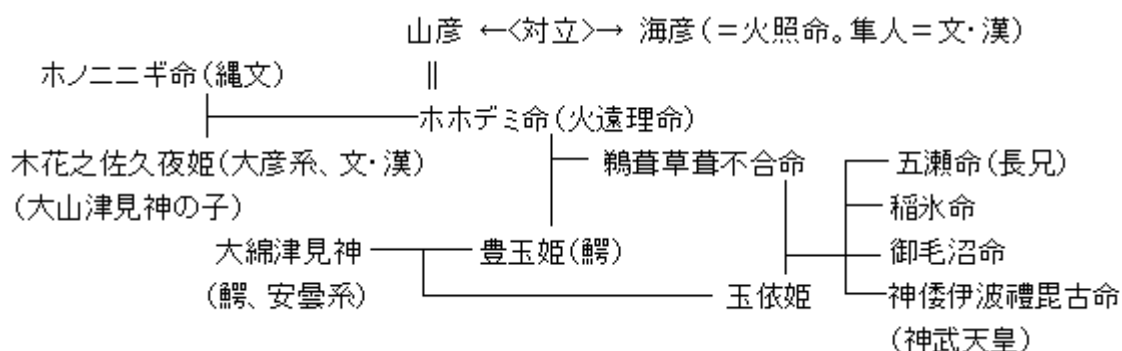 山彦 ←<対立>→ 海彦(＝火照命。隼人＝文・漢)
ホノニニギ命(縄文)
||
ホホデミ命(火遠理命)
木花之佐久夜姫(大彦系、文・漢)
(大山津見神の子)
鵜葺草葺不合命
五瀬命(長兄)
稲氷命
大綿津見神
豊玉姫(鰐)
御毛沼命
(鰐、安曇系)
玉依姫
神倭伊波禮毘古命
(神武天皇)